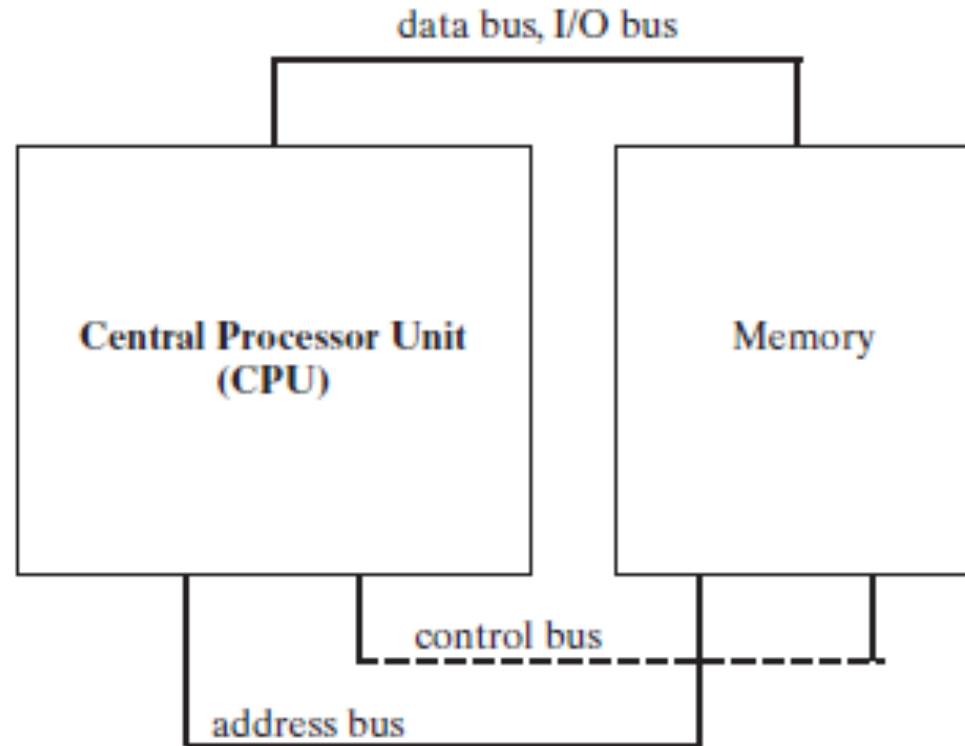 data bus, I/O bus
Central Processor Unit
(CPU)
Memory
control bus
address bus